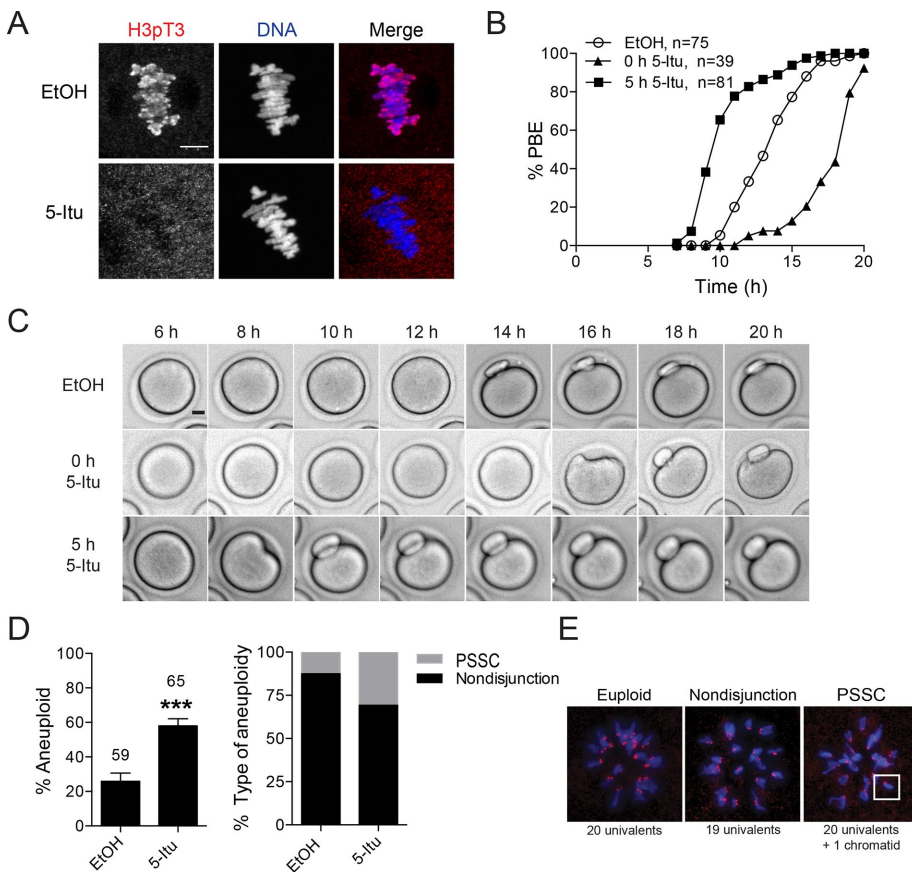 A
H3pT3
DNA
Merge
EtOH
5-Itu
B
EtOH, n=75
0 h 5-Itu, n=39
5 h 5-Itu, n=81
% PBE
100
80
60
40
20
0
0
5
10
15
20
Time (h)
C
6 h
8 h
10 h
12 h
14 h
16 h
18 h
20 h
EtOH
0 h
5-Itu
5 h
5-Itu
D
% Aneuploid
100
80
60
40
20
0
59
65
***
EtOH
5-Itu
% Type of aneuploidy
100
75
50
25
0
EtOH
5-Itu
PSSC
Nondisjunction
E
Euploid
Nondisjunction
PSSC
20 univalents
19 univalents
20 univalents
+ 1 chromatid